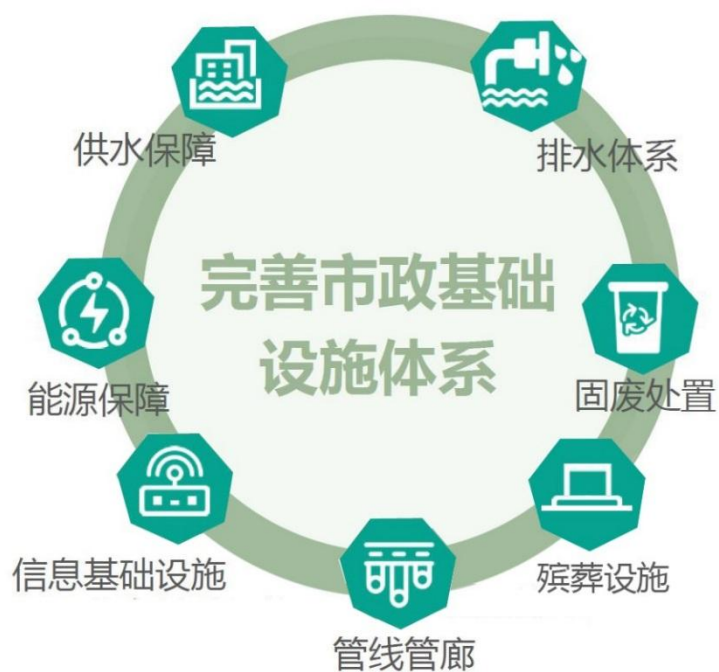 供水保障
排水体系
完善市政基础
设施体系
能源保障
固废处置
信息基础设施
殡葬设施
管线管廊